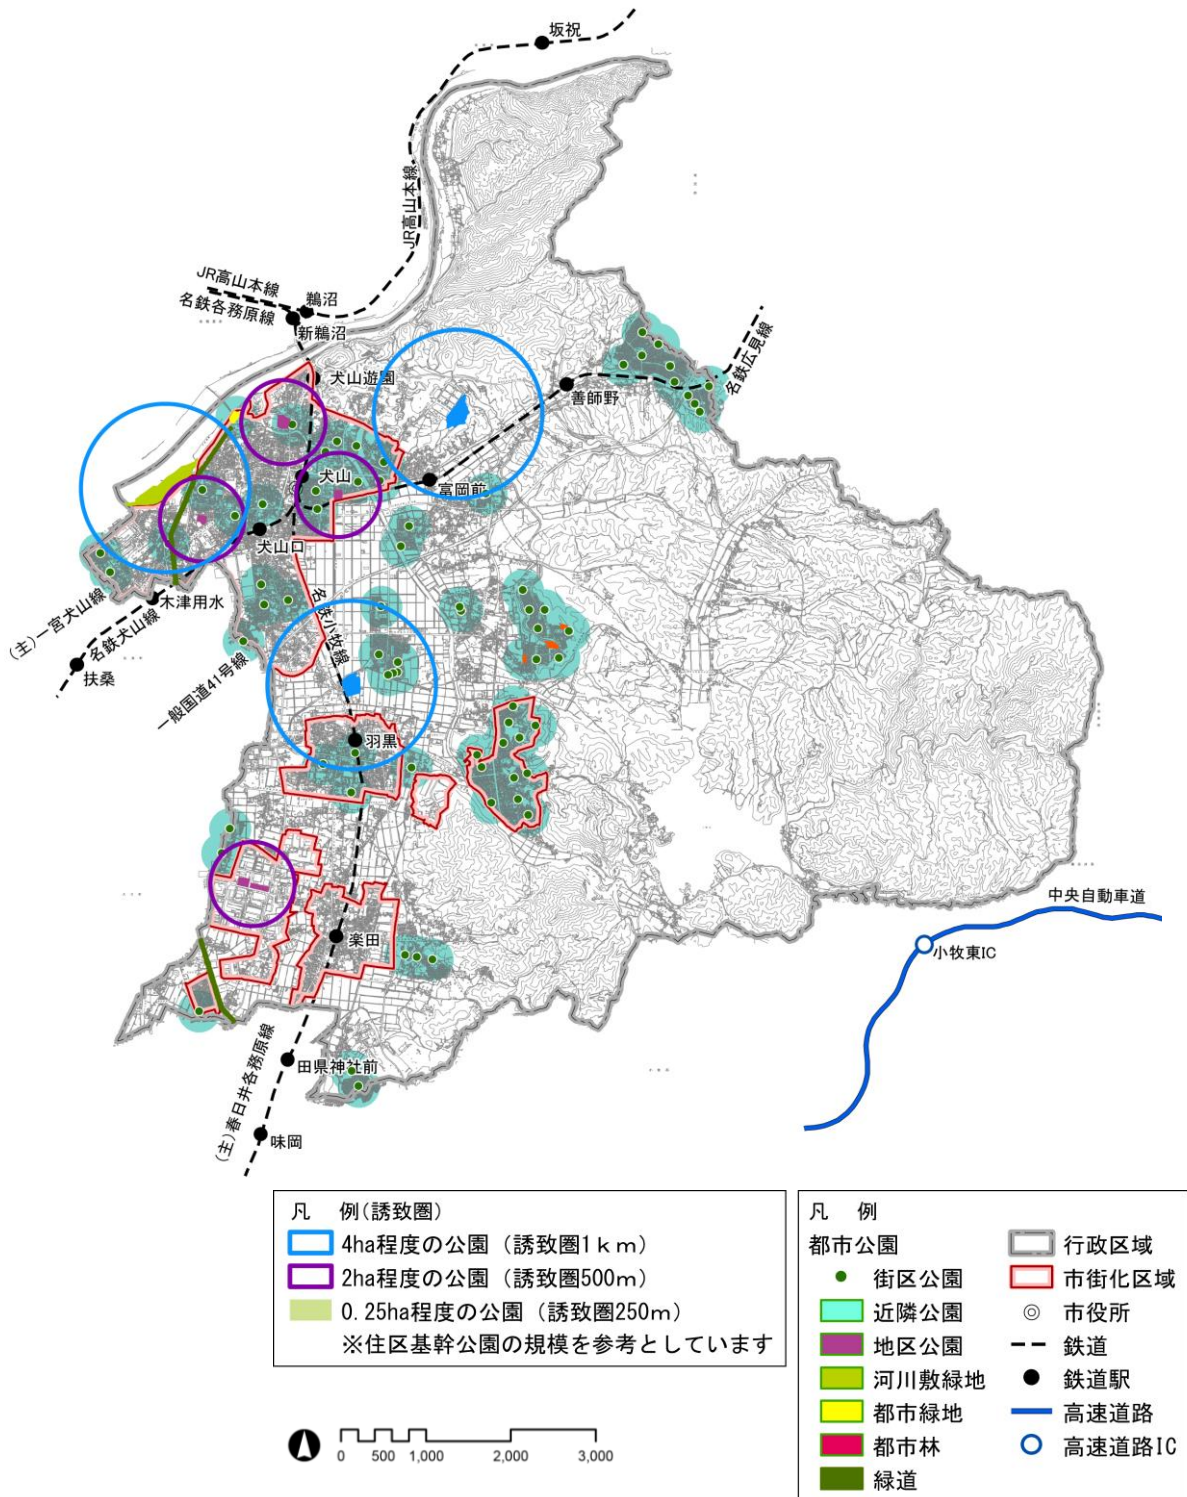 坂祝
JR高山本線
JR高山本線
名鉄各務原線
鵜沼
新鵜沼
犬山遊園
善師野
名鉄広見線
犬山
富岡前
犬山口
木津用水
(主)一宮犬山線
名鉄犬山線
扶桑
一般国道41号線
名鉄小牧線
羽黒
楽田
中央自動車道
小牧東IC
田県神社前
(主)春日井各務原線
味岡
凡　例(誘致圏)
4ha程度の公園（誘致圏1ｋｍ）
2ha程度の公園（誘致圏500ｍ）
0.25ha程度の公園（誘致圏250ｍ）
※住区基幹公園の規模を参考としています
0 500 1,000 2,000 3,000
凡　例
都市公園
街区公園
近隣公園
地区公園
河川敷緑地
都市緑地
都市林
緑道
行政区域
市街化区域
市役所
鉄道
鉄道駅
高速道路
高速道路IC